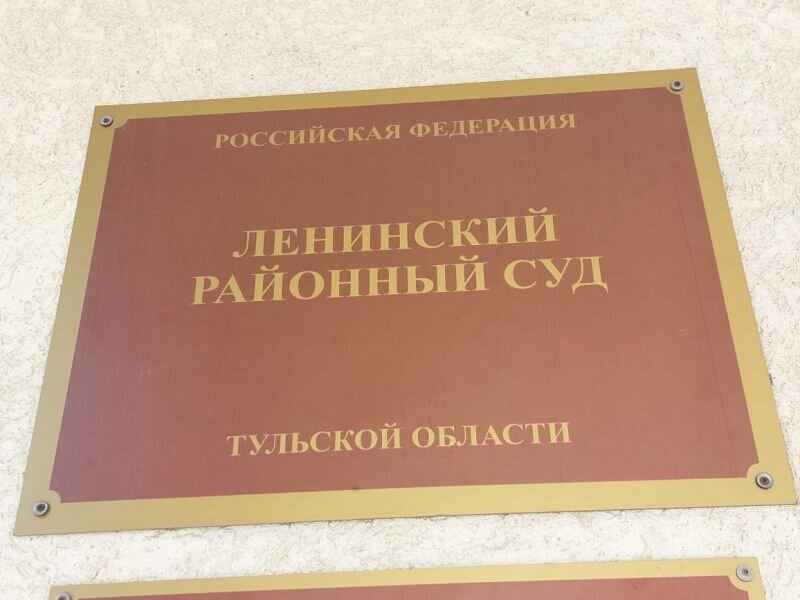 РОССИЙСКАЯ ФЕДЕРАЦИЯ
ЛЕНИНСКИЙ
РАЙОННЫЙ СУД
ТУЛЬСКОЙ ОБЛАСТИ